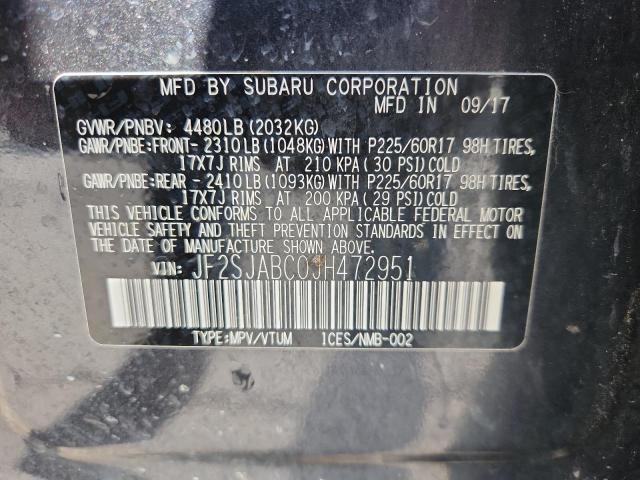 MFD BY SUBARU CORPORATION
MFD IN 09/17
GVWR/PNBV: 4480LB (2032KG)
GAWR/PNBE:FRONT- 2310LB (1048KG) WITH P225/60R17 98H TIRES,
17X7J RIMS AT 210 KPA (30 PSI) COLD
GAWR/PNBE:REAR - 2410LB (1093KG) WITH P225/60R17 98H TIRES,
17X7J RIMS AT 200 KPA (29 PSI) COLD
THIS VEHICLE CONFORMS TO ALL APPLICABLE FEDERAL MOTOR
VEHICLE SAFETY AND THEFT PREVENTION STANDARDS IN EFFECT ON
THE DATE OF MANUFACTURE SHOWN ABOVE.
VIN: JF2SJABC0JH472951
TYPE:MPV/VTUM ICES/NMB-002